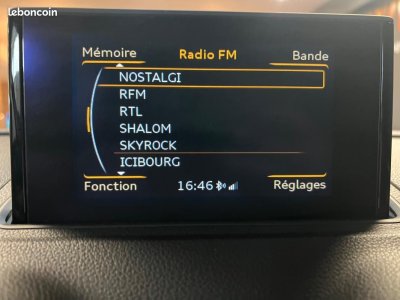 leboncoin
Mémoire Radio FM Bande
NOSTALGI
RFM
RTL
SHALOM
SKYROCK
ICIBOURG
Fonction 16:46 Réglages